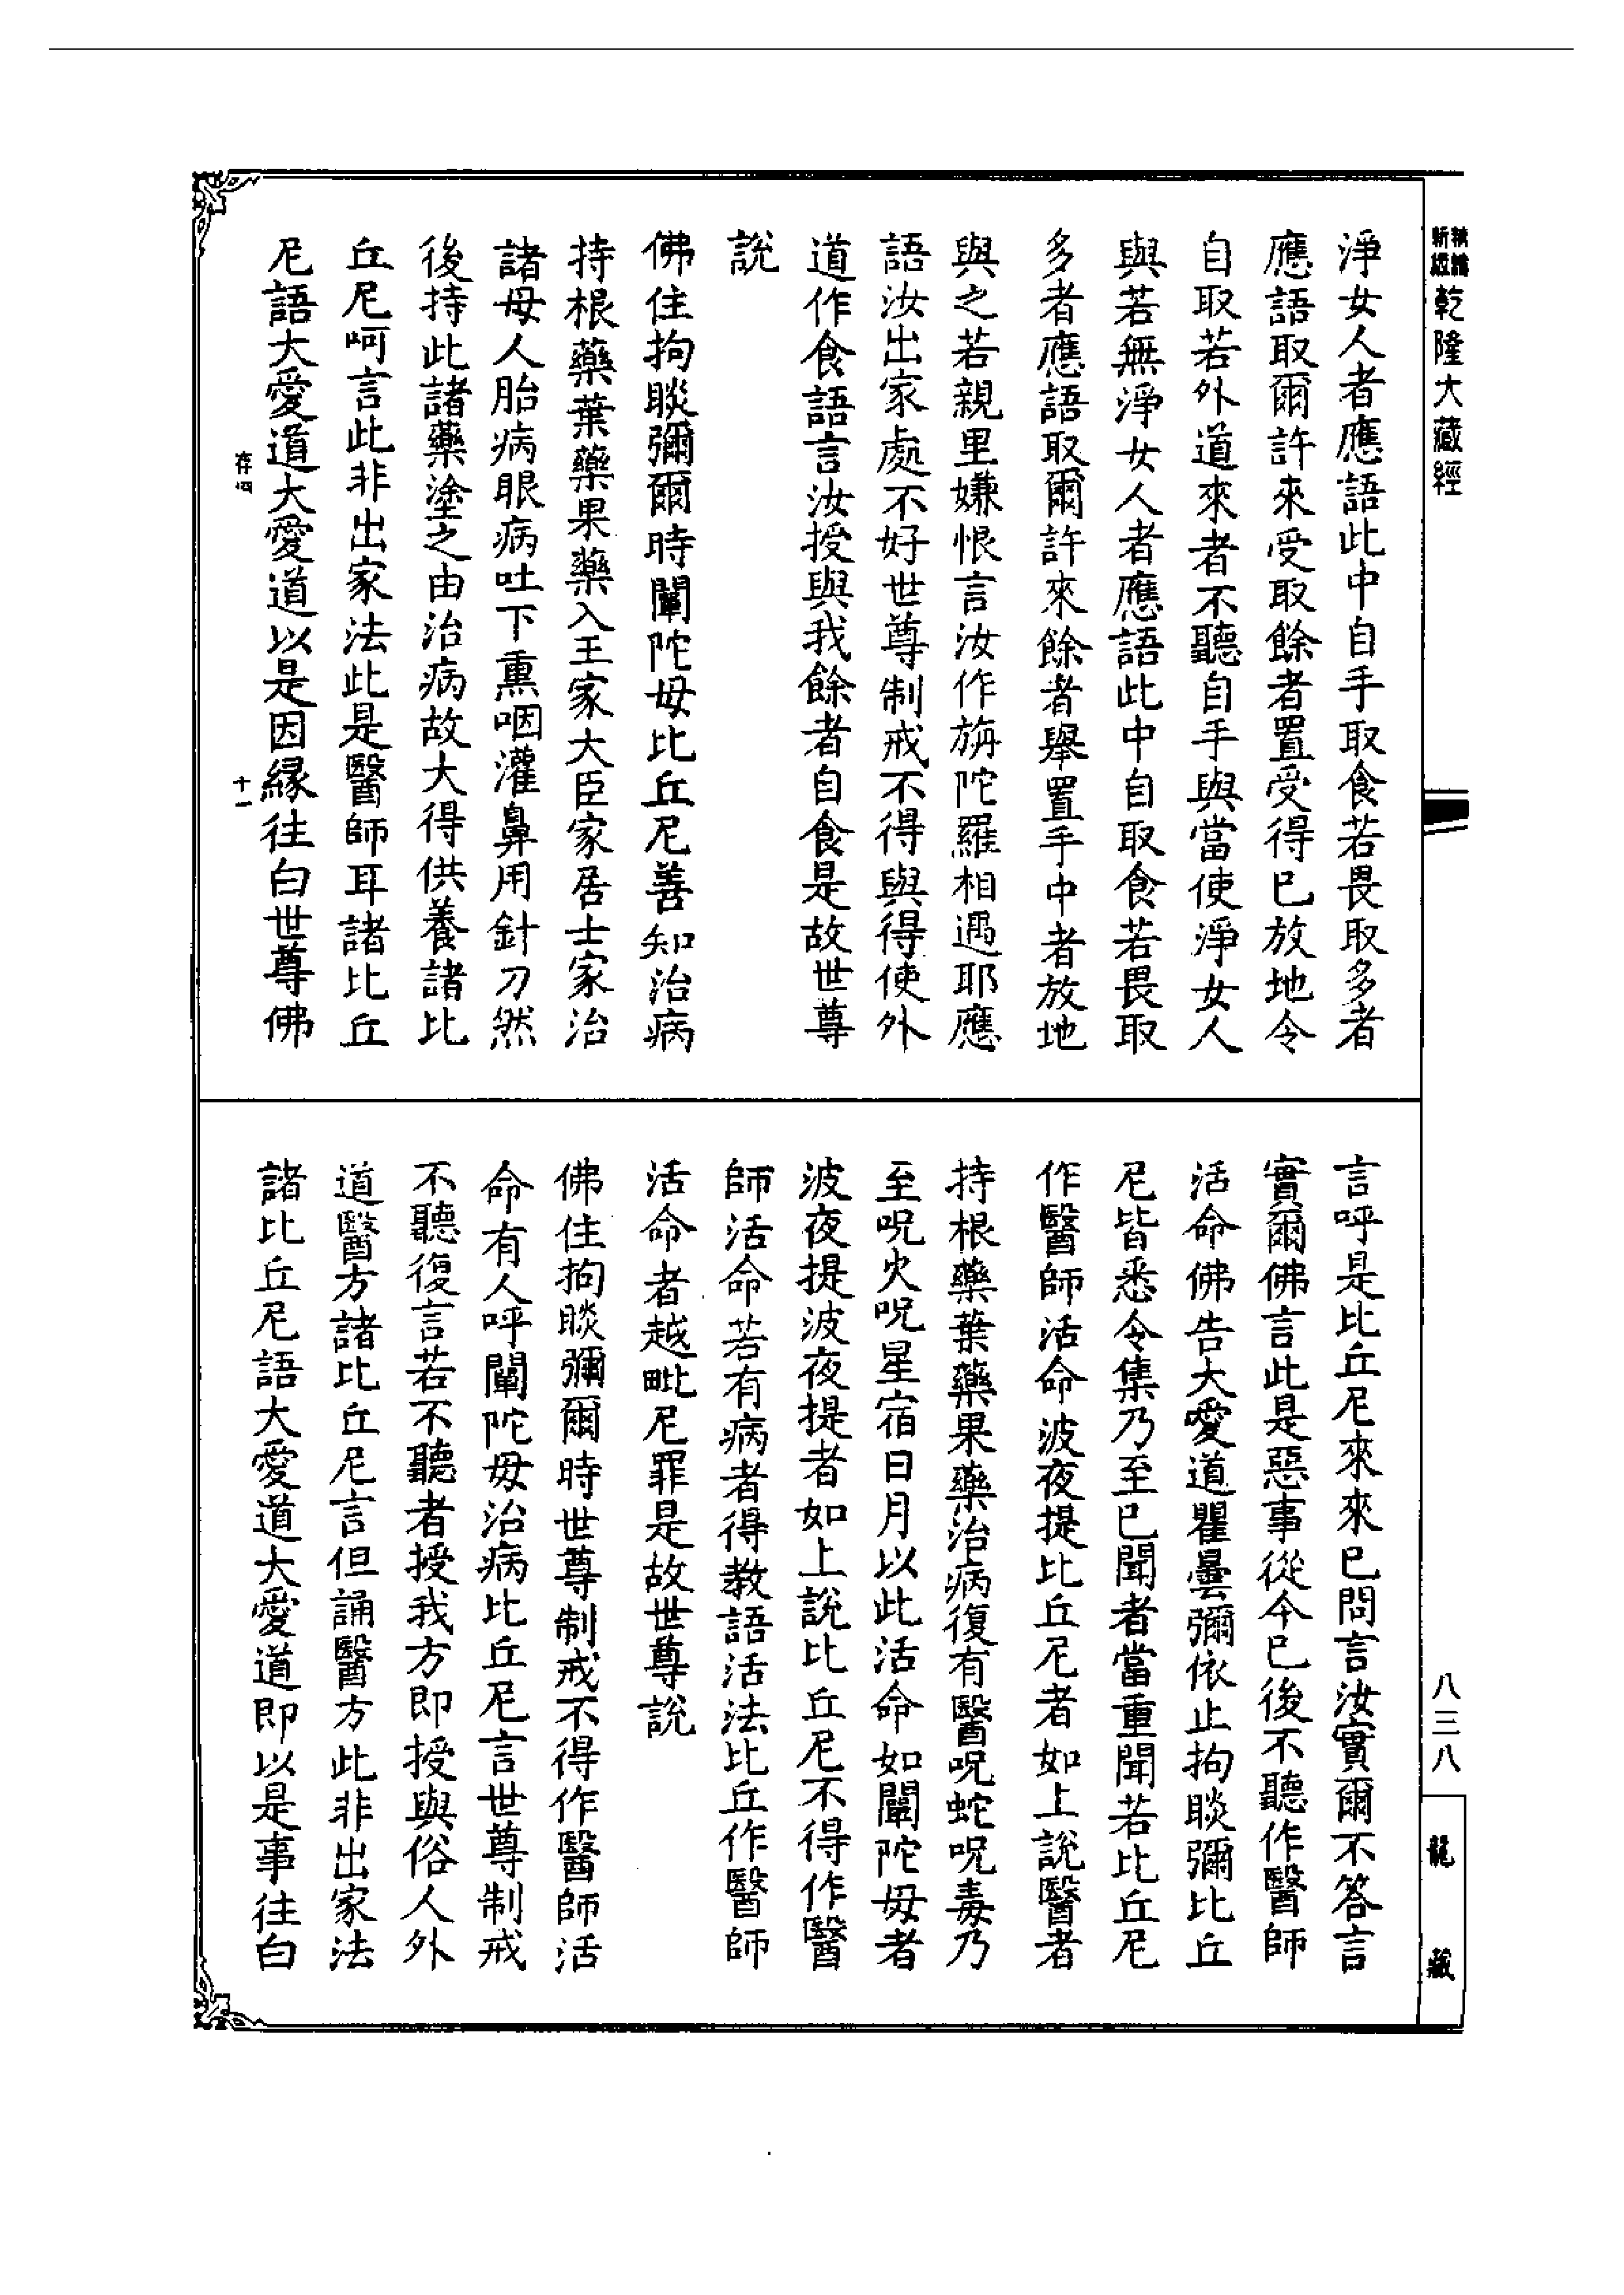 新編縮本乾隆大藏經
淨女人者應語此中自手取食若畏取多者
應語取爾許來受取餘者置受得已放地令
自取若外道來者不聽自手與當使淨女人
與若無淨女人者應語此中自取食若畏取
多者應語取爾許來餘者舉置手中者放地
與之若親里嫌恨言汝作旃陀羅相遇耶應
語汝出家處不好世尊制戒不得與得使外
道作食語言汝授與我餘者自食是故世尊
說
佛住拘睒彌爾時闡陀母比丘尼善知治病
持根藥葉藥果藥入王家大臣家居士家治
諸母人胎病眼病吐下熏咽灌鼻用針刀然
後持此諸藥塗之由治病故大得供養諸比
丘尼呵言此非出家法此是醫師耳諸比丘
尼語大愛道大愛道以是因緣往白世尊佛
存四
十一
言呼是比丘尼來來已問言汝實爾不答言
實爾佛言此是惡事從今已後不聽作醫師
活命佛告大愛道瞿曇彌依止拘睒彌比丘
尼皆悉令集乃至已聞者當重聞若比丘尼
作醫師活命波夜提比丘尼者如上說醫者
持根藥葉藥果藥治病復有醫呪蛇呪毒乃
至呪火呪星宿日月以此活命如闡陀母者
波夜提波夜提者如上說比丘尼不得作醫
師活命若有病者得教語活法比丘作醫師
活命者越毗尼罪是故世尊說
佛住拘睒彌爾時世尊制戒不得作醫師活
命有人呼闡陀母治病比丘尼言世尊制戒
不聽復言若不聽者授我方即授與俗人外
道醫方諸比丘尼言但誦醫方此非出家法
諸比丘尼語大愛道大愛道即以是事往白
八三八
龍藏